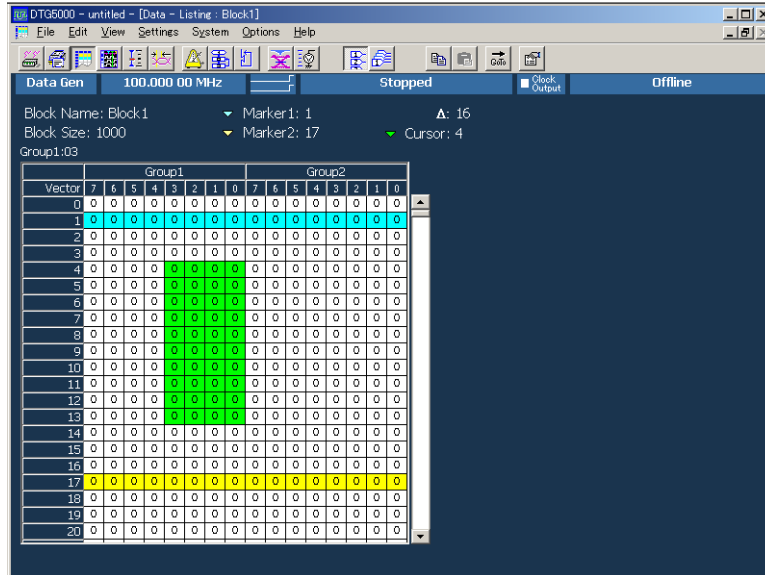 DTG5000 - untitled - [Data - Listing : Block1]
File Edit View Settings System Options Help
GoTo
Data Gen 100.000 00 MHz Stopped Clock Output Offline
Block Name: Block1 Marker1: 1 Δ: 16
Block Size: 1000 Marker2: 17 Cursor: 4
Group1:03
Group1 Group2
Vector 7 6 5 4 3 2 1 0 7 6 5 4 3 2 1 0
0 0 0 0 0 0 0 0 0 0 0 0 0 0 0 0 0
1 0 0 0 0 0 0 0 0 0 0 0 0 0 0 0 0
2 0 0 0 0 0 0 0 0 0 0 0 0 0 0 0 0
3 0 0 0 0 0 0 0 0 0 0 0 0 0 0 0 0
4 0 0 0 0 0 0 0 0 0 0 0 0 0 0 0 0
5 0 0 0 0 0 0 0 0 0 0 0 0 0 0 0 0
6 0 0 0 0 0 0 0 0 0 0 0 0 0 0 0 0
7 0 0 0 0 0 0 0 0 0 0 0 0 0 0 0 0
8 0 0 0 0 0 0 0 0 0 0 0 0 0 0 0 0
9 0 0 0 0 0 0 0 0 0 0 0 0 0 0 0 0
10 0 0 0 0 0 0 0 0 0 0 0 0 0 0 0 0
11 0 0 0 0 0 0 0 0 0 0 0 0 0 0 0 0
12 0 0 0 0 0 0 0 0 0 0 0 0 0 0 0 0
13 0 0 0 0 0 0 0 0 0 0 0 0 0 0 0 0
14 0 0 0 0 0 0 0 0 0 0 0 0 0 0 0 0
15 0 0 0 0 0 0 0 0 0 0 0 0 0 0 0 0
16 0 0 0 0 0 0 0 0 0 0 0 0 0 0 0 0
17 0 0 0 0 0 0 0 0 0 0 0 0 0 0 0 0
18 0 0 0 0 0 0 0 0 0 0 0 0 0 0 0 0
19 0 0 0 0 0 0 0 0 0 0 0 0 0 0 0 0
20 0 0 0 0 0 0 0 0 0 0 0 0 0 0 0 0